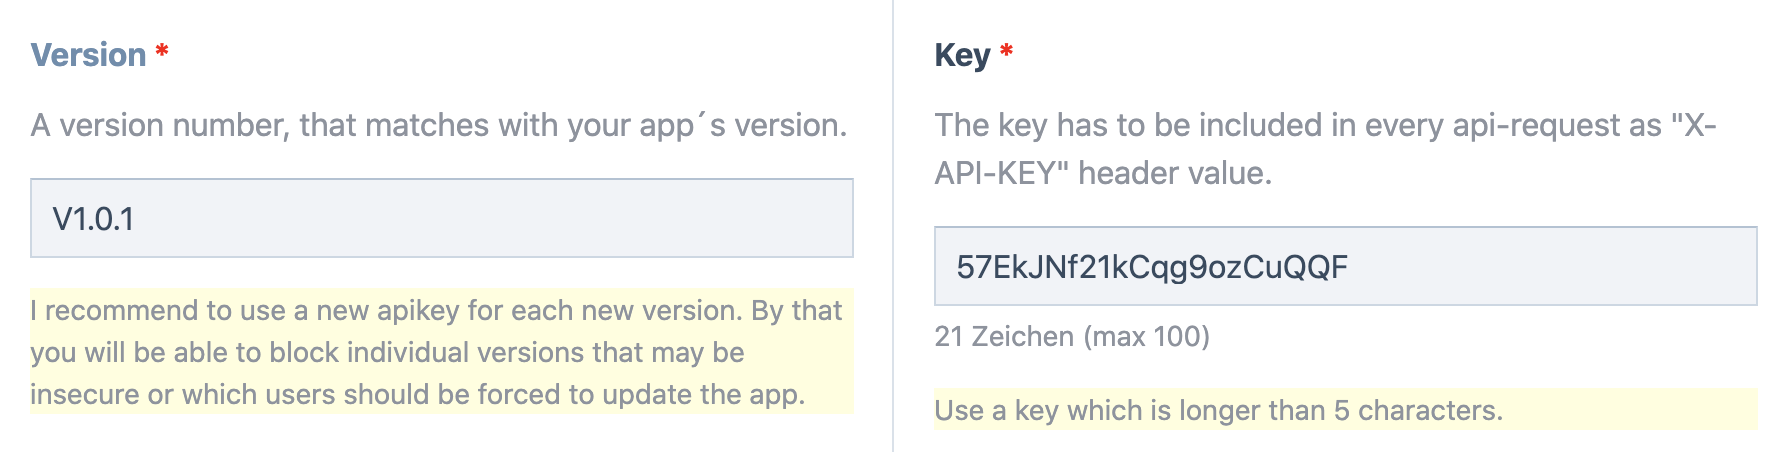 Version *
A version number, that matches with your app´s version.
V1.0.1
I recommend to use a new apikey for each new version. By that
you will be able to block individual versions that may be
insecure or which users should be forced to update the app.
Key *
The key has to be included in every api-request as "X-
API-KEY" header value.
57EkJNf21kCqg9ozCuQQF
21 Zeichen (max 100)
Use a key which is longer than 5 characters.